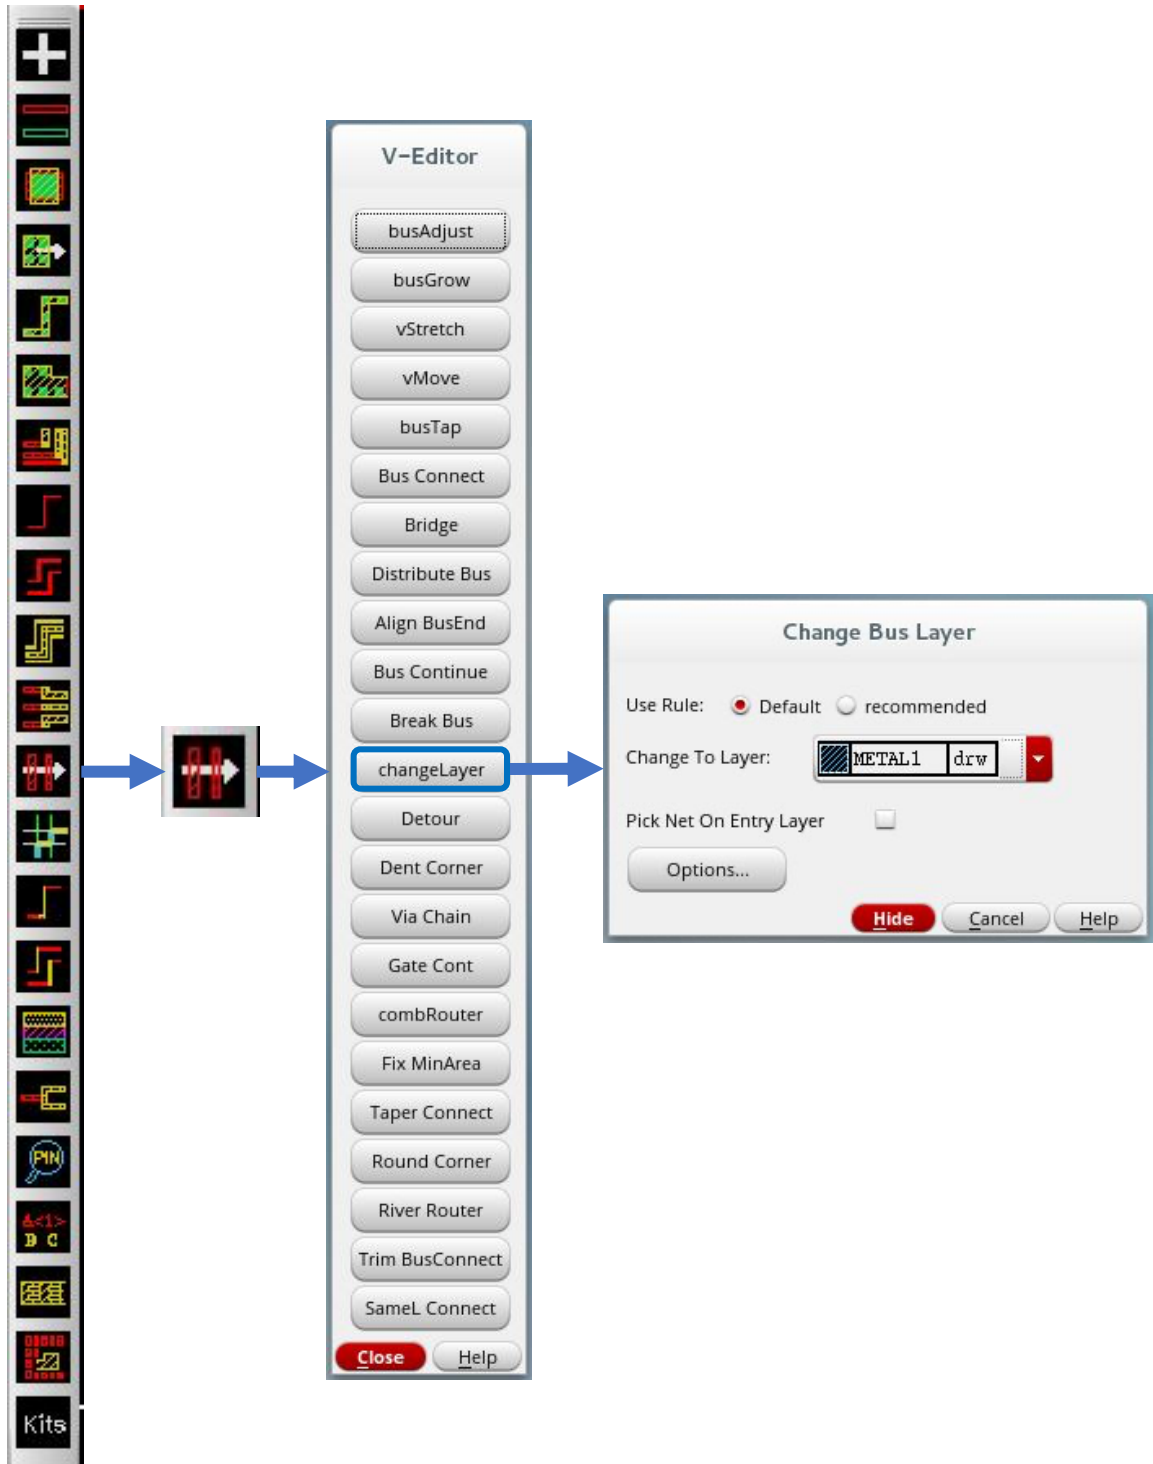 PIN
A<1>
B C
Kits
V-Editor
busAdjust
busGrow
vStretch
vMove
busTap
Bus Connect
Bridge
Distribute Bus
Align BusEnd
Bus Continue
Break Bus
changeLayer
Detour
Dent Corner
Via Chain
Gate Cont
combRouter
Fix MinArea
Taper Connect
Round Corner
River Router
Trim BusConnect
SameL Connect
Close Help
Change Bus Layer
Use Rule: Default recommended
Change To Layer: METAL1 drw
Pick Net On Entry Layer
Options...
Hide Cancel Help